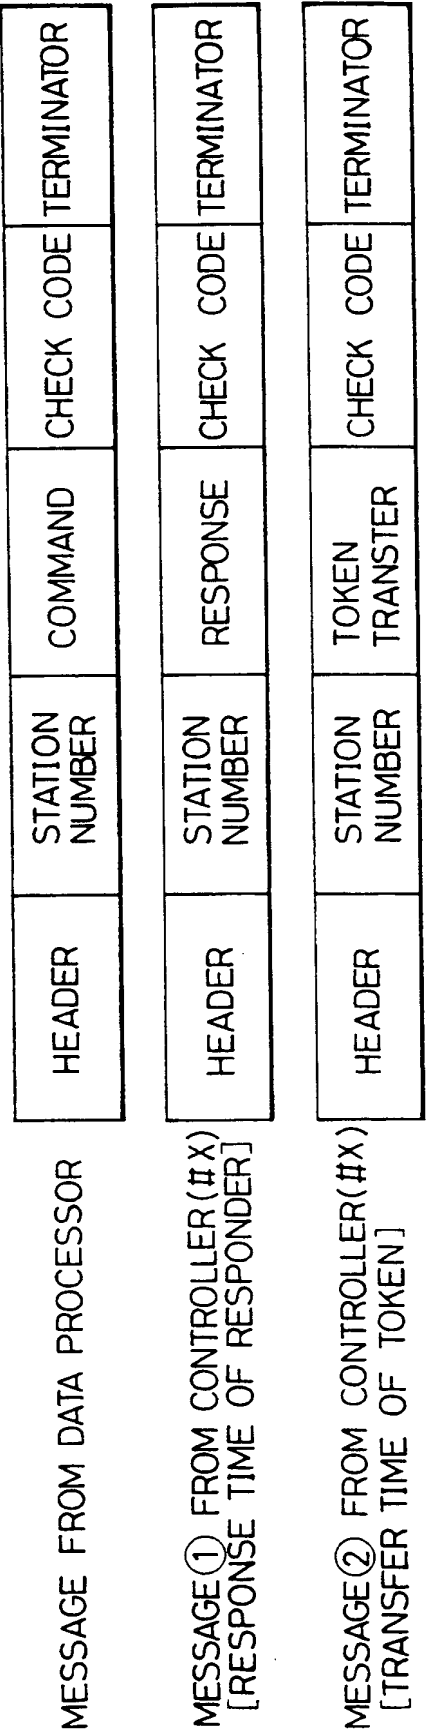 MESSAGE FROM DATA PROCESSOR
HEADER
STATION
NUMBER
COMMAND
CHECK CODE
TERMINATOR
MESSAGE ① FROM CONTROLLER(#X)
[RESPONSE TIME OF RESPONDER]
HEADER
STATION
NUMBER
RESPONSE
CHECK CODE
TERMINATOR
MESSAGE ② FROM CONTROLLER(#X)
[TRANSFER TIME OF TOKEN]
HEADER
STATION
NUMBER
TOKEN
TRANSTER
CHECK CODE
TERMINATOR